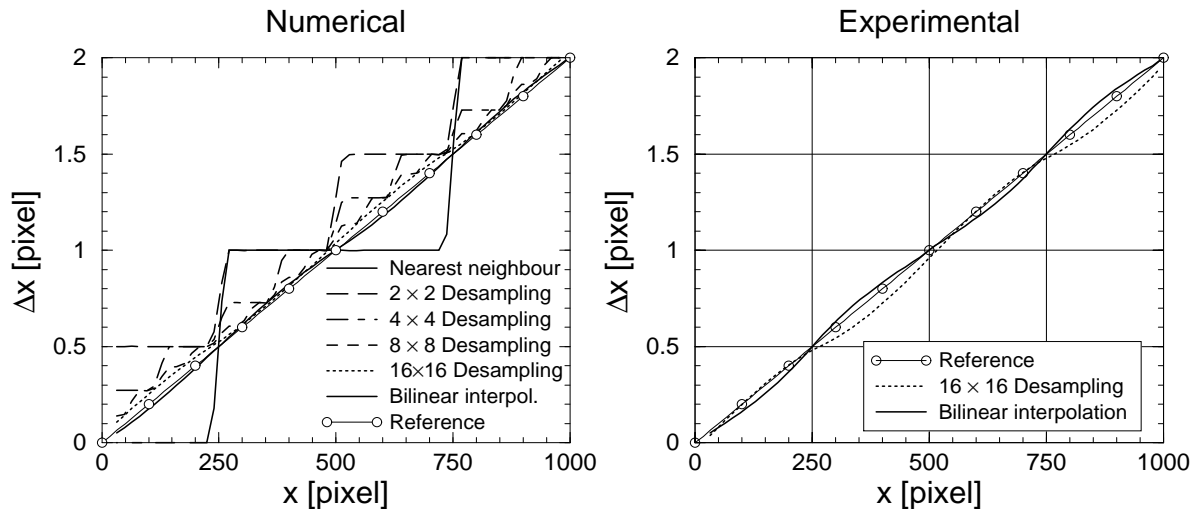 Numerical
2
1.5
1
0.5
0
Δx [pixel]
Nearest neighbour
2 × 2 Desampling
4 × 4 Desampling
8 × 8 Desampling
16×16 Desampling
Bilinear interpol.
Reference
0 250 500 750 1000
x [pixel]
Experimental
2
1.5
1
0.5
0
Δx [pixel]
Reference
16 × 16 Desampling
Bilinear interpolation
0 250 500 750 1000
x [pixel]